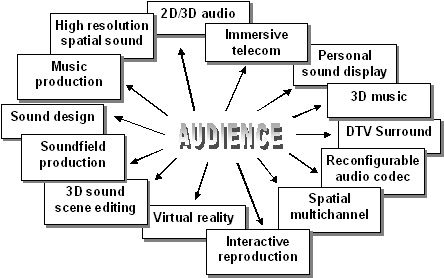 2D/3D audio
High resolution
spatial sound
Immersive
telecom
Music
production
Personal
sound display
3D music
Sound design
AUDIENCE
DTV Surround
Soundfield
production
Reconfigurable
audio codec
3D sound
scene editing
Virtual reality
Spatial
multichannel
Interactive
reproduction